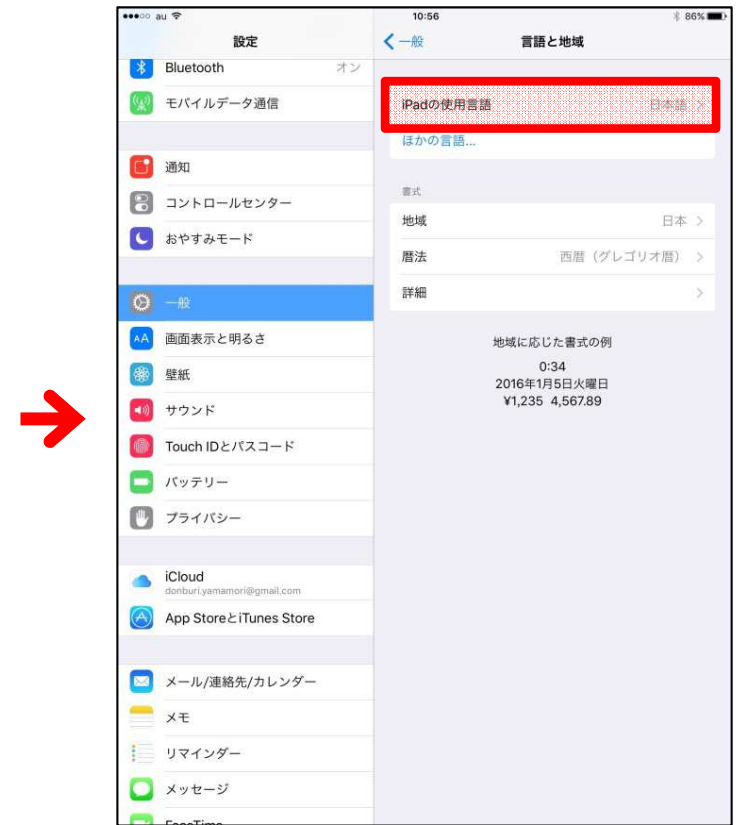 au
10:56
86%
設定
Bluetooth オン
モバイルデータ通信
通知
コントロールセンター
おやすみモード
一般
画面表示と明るさ
壁紙
サウンド
Touch IDとパスコード
バッテリー
プライバシー
iCloud
donburi.yamamori@gmail.com
App StoreとiTunes Store
メール/連絡先/カレンダー
メモ
リマインダー
メッセージ
FaceTime
一般
言語と地域
iPadの使用言語 日本語
ほかの言語...
書式
地域 日本
暦法 西暦（グレゴリオ暦）
詳細
地域に応じた書式の例
0:34
2016年1月5日火曜日
¥1,235 4,567.89